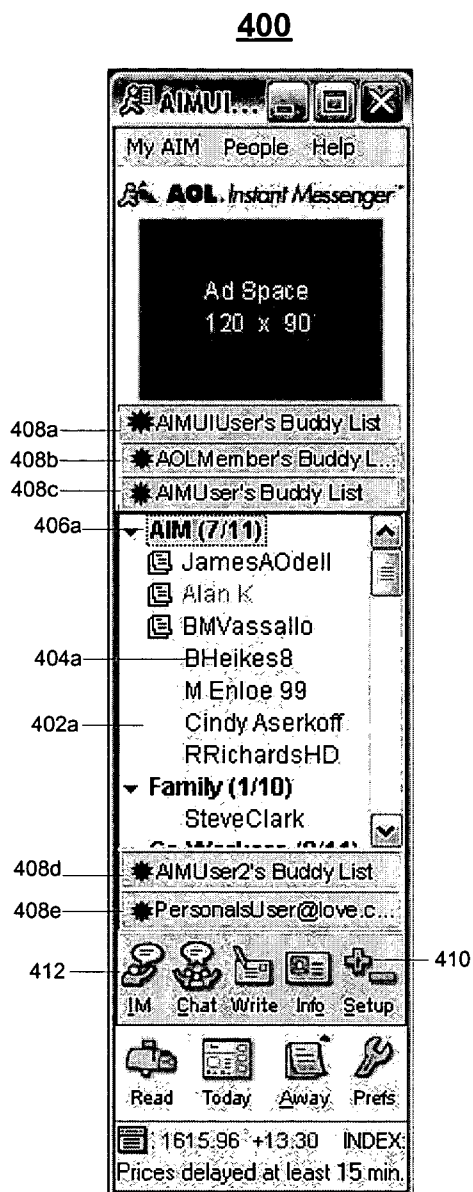 400
AIMUI...
My AIM People Help
AOL Instant Messenger™
Ad Space
120 x 90
408a AIMUIUser's Buddy List
408b AOLMember's Buddy L...
408c AIMUser's Buddy List
406a AIM (7/11)
JamesAOdell
Alan K
BMVassallo
404a BHeikes8
M Enloe 99
402a Cindy Aserkoff
RRichardsHD
Family (1/10)
SteveClark
408d AIMUser2's Buddy List
408e PersonalsUser@love.c...
412 410
IM Chat Write Info Setup
Read Today Away Prefs
1615.96 +13.30 INDEX:
Prices delayed at least 15 min.